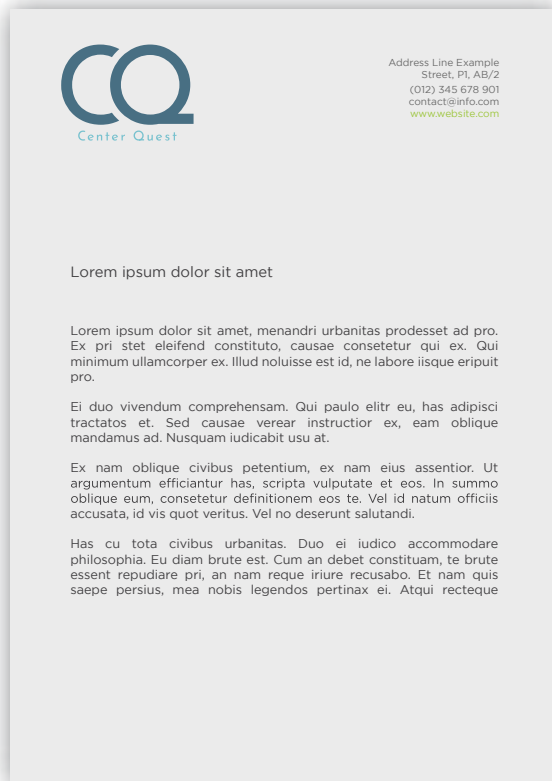 CQ
Center Quest
Address Line Example
Street, P1, AB/2
(012) 345 678 901
contact@info.com
www.website.com
Lorem ipsum dolor sit amet
Lorem ipsum dolor sit amet, menandri urbanitas prodesset ad pro.
Ex pri stet eleifend constituto, causae consetetur qui ex. Qui
minimum ullamcorper ex. Illud noluisse est id, ne labore iisque eripuit
pro.
Ei duo vivendum comprehensam. Qui paulo elitr eu, has adipisci
tractatos et. Sed causae verear instructior ex, eam oblique
mandamus ad. Nusquam iudicabit usu at.
Ex nam oblique civibus petentium, ex nam eius assentior. Ut
argumentum efficiantur has, scripta vulputate et eos. In summo
oblique eum, consetetur definitionem eos te. Vel id natum officiis
accusata, id vis quot veritus. Vel no deserunt salutandi.
Has cu tota civibus urbanitas. Duo ei iudico accommodare
philosophia. Eu diam brute est. Cum an debet constituam, te brute
essent repudiare pri, an nam reque iriure recusabo. Et nam quis
saepe persius, mea nobis legendos pertinax ei. Atqui recteque